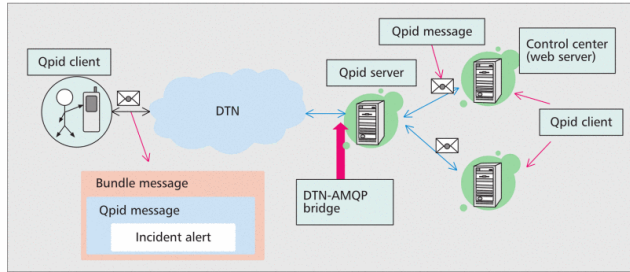 Qpid client
DTN
Bundle message
Qpid message
Incident alert
Qpid server
DTN-AMQP
bridge
Qpid message
Control center
(web server)
Qpid client